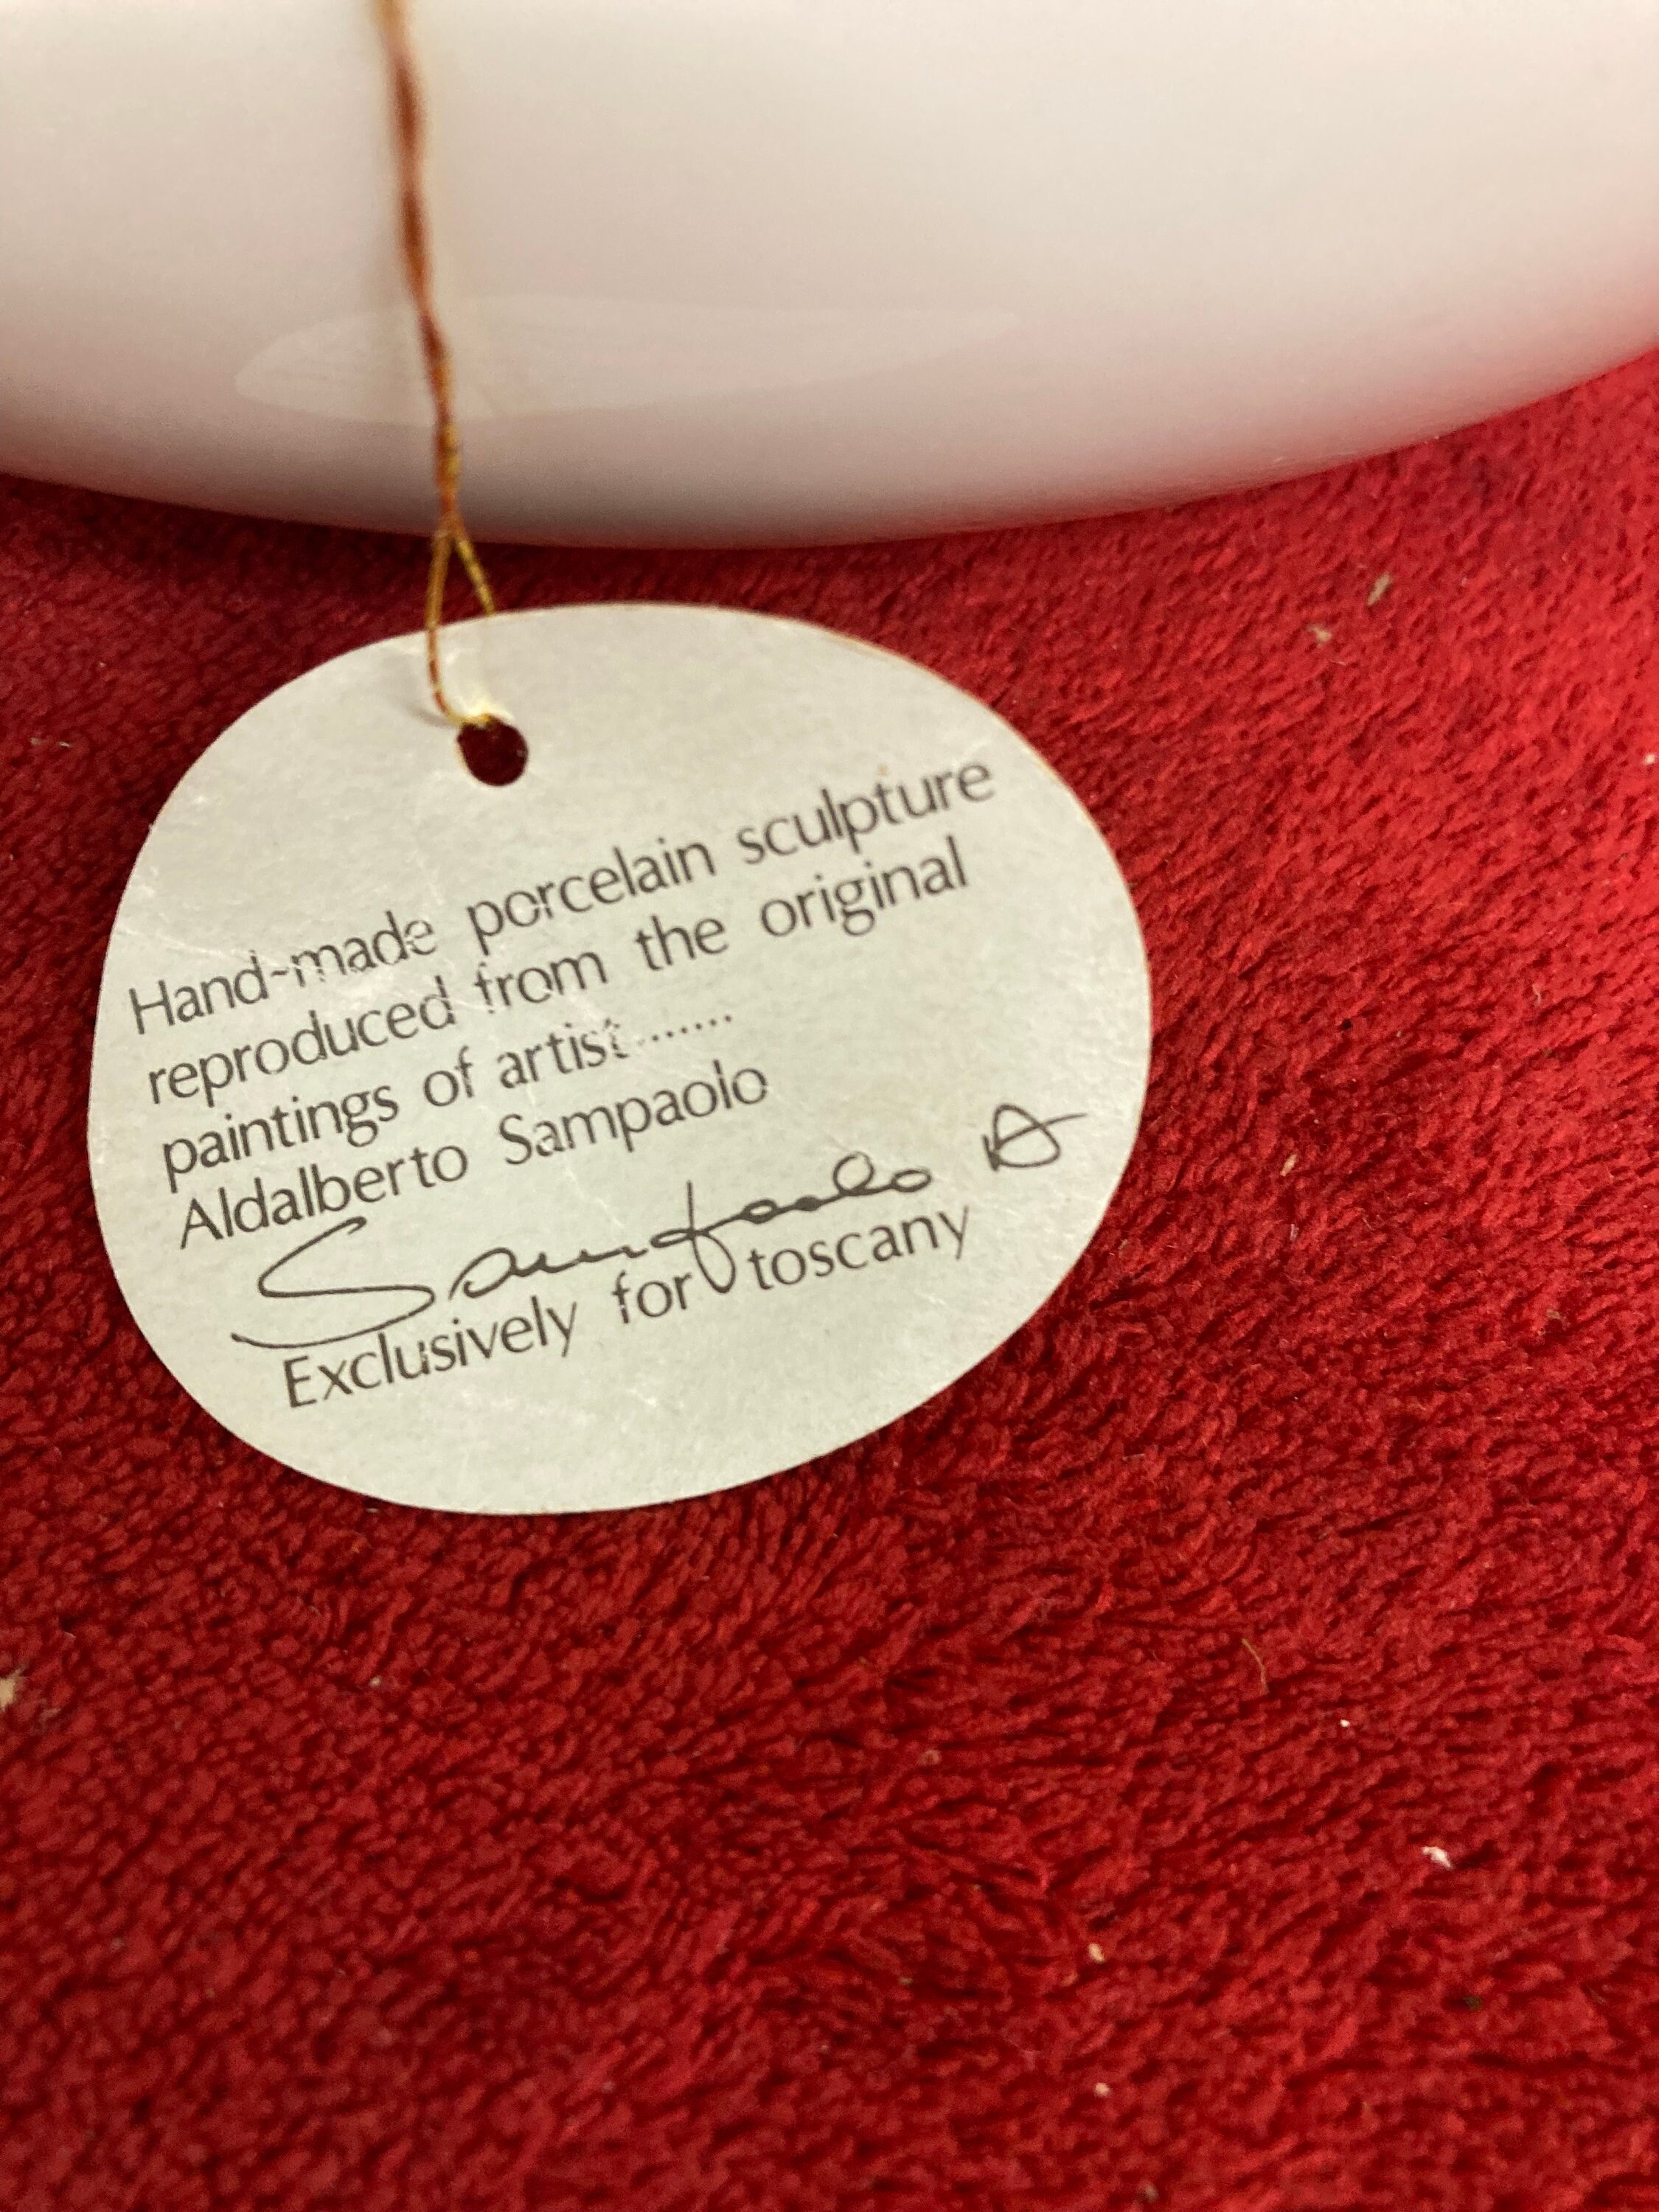 Hand-made porcelain sculpture
reproduced from the original
paintings of artist.......
Aldalberto Sampaolo
Sampaolo A
Exclusively for toscany